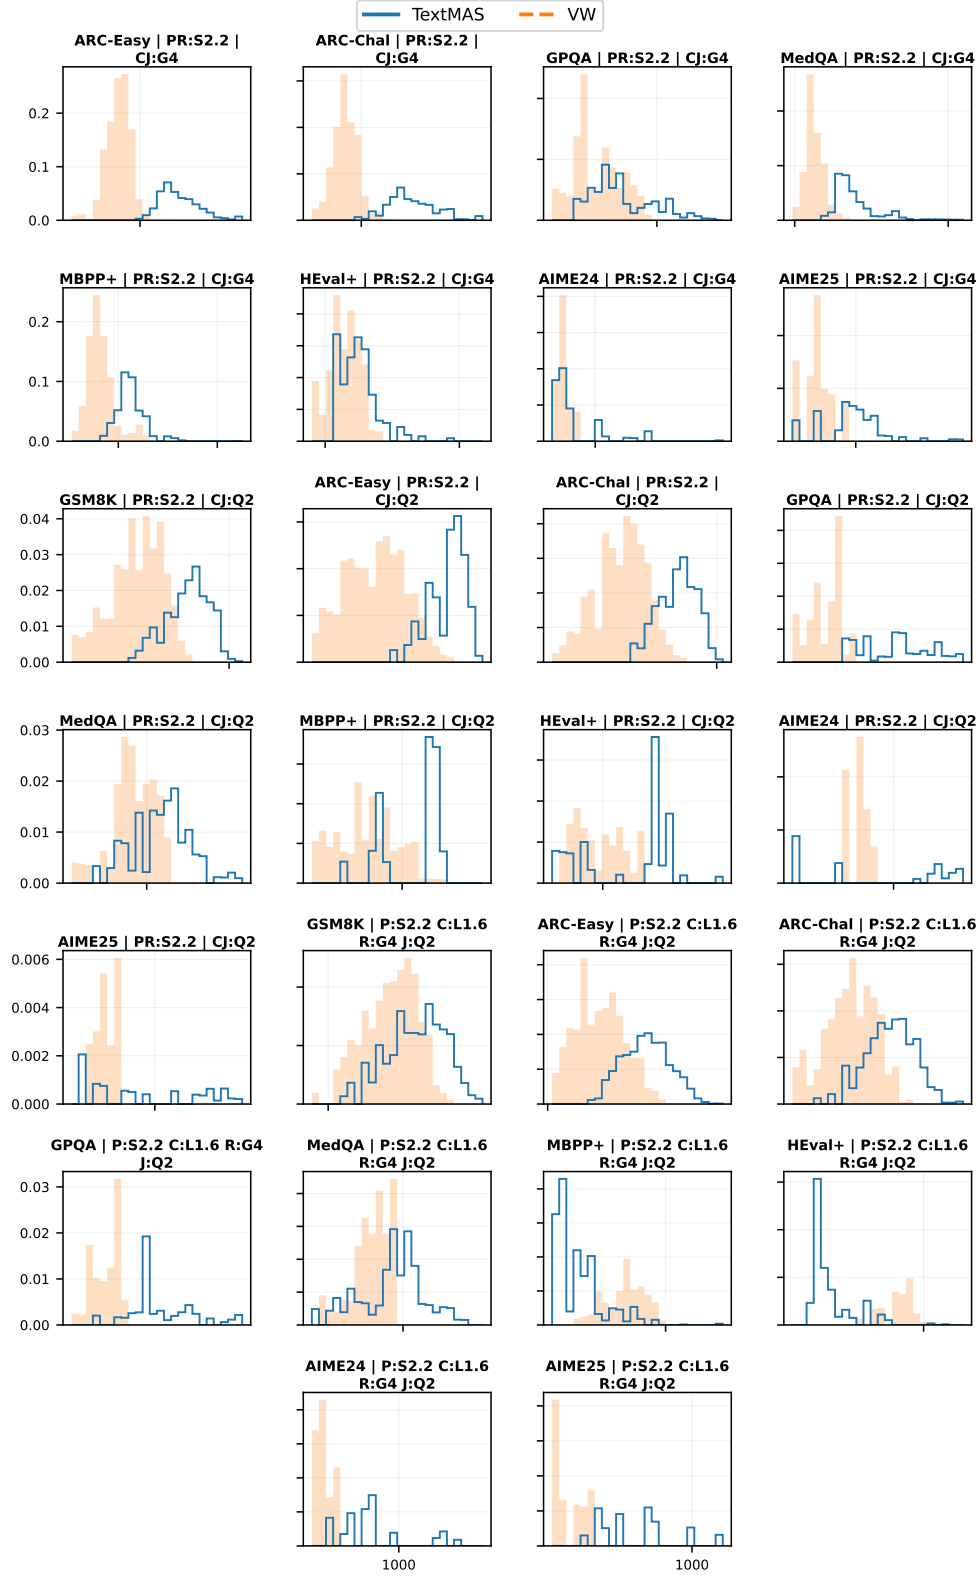 TextMAS VW
ARC-Easy | PR:S2.2 |
CJ:G4
ARC-Chal | PR:S2.2 |
CJ:G4
GPQA | PR:S2.2 | CJ:G4
MedQA | PR:S2.2 | CJ:G4
0.2
0.1
0.0
MBPP+ | PR:S2.2 | CJ:G4
HEval+ | PR:S2.2 | CJ:G4
AIME24 | PR:S2.2 | CJ:G4
AIME25 | PR:S2.2 | CJ:G4
0.2
0.1
0.0
GSM8K | PR:S2.2 | CJ:Q2
ARC-Easy | PR:S2.2 |
CJ:Q2
ARC-Chal | PR:S2.2 |
CJ:Q2
GPQA | PR:S2.2 | CJ:Q2
0.04
0.03
0.02
0.01
0.00
MedQA | PR:S2.2 | CJ:Q2
MBPP+ | PR:S2.2 | CJ:Q2
HEval+ | PR:S2.2 | CJ:Q2
AIME24 | PR:S2.2 | CJ:Q2
0.03
0.02
0.01
0.00
AIME25 | PR:S2.2 | CJ:Q2
GSM8K | P:S2.2 C:L1.6
R:G4 J:Q2
ARC-Easy | P:S2.2 C:L1.6
R:G4 J:Q2
ARC-Chal | P:S2.2 C:L1.6
R:G4 J:Q2
0.006
0.004
0.002
0.000
GPQA | P:S2.2 C:L1.6 R:G4
J:Q2
MedQA | P:S2.2 C:L1.6
R:G4 J:Q2
MBPP+ | P:S2.2 C:L1.6
R:G4 J:Q2
HEval+ | P:S2.2 C:L1.6
R:G4 J:Q2
0.03
0.02
0.01
0.00
AIME24 | P:S2.2 C:L1.6
R:G4 J:Q2
AIME25 | P:S2.2 C:L1.6
R:G4 J:Q2
1000
1000